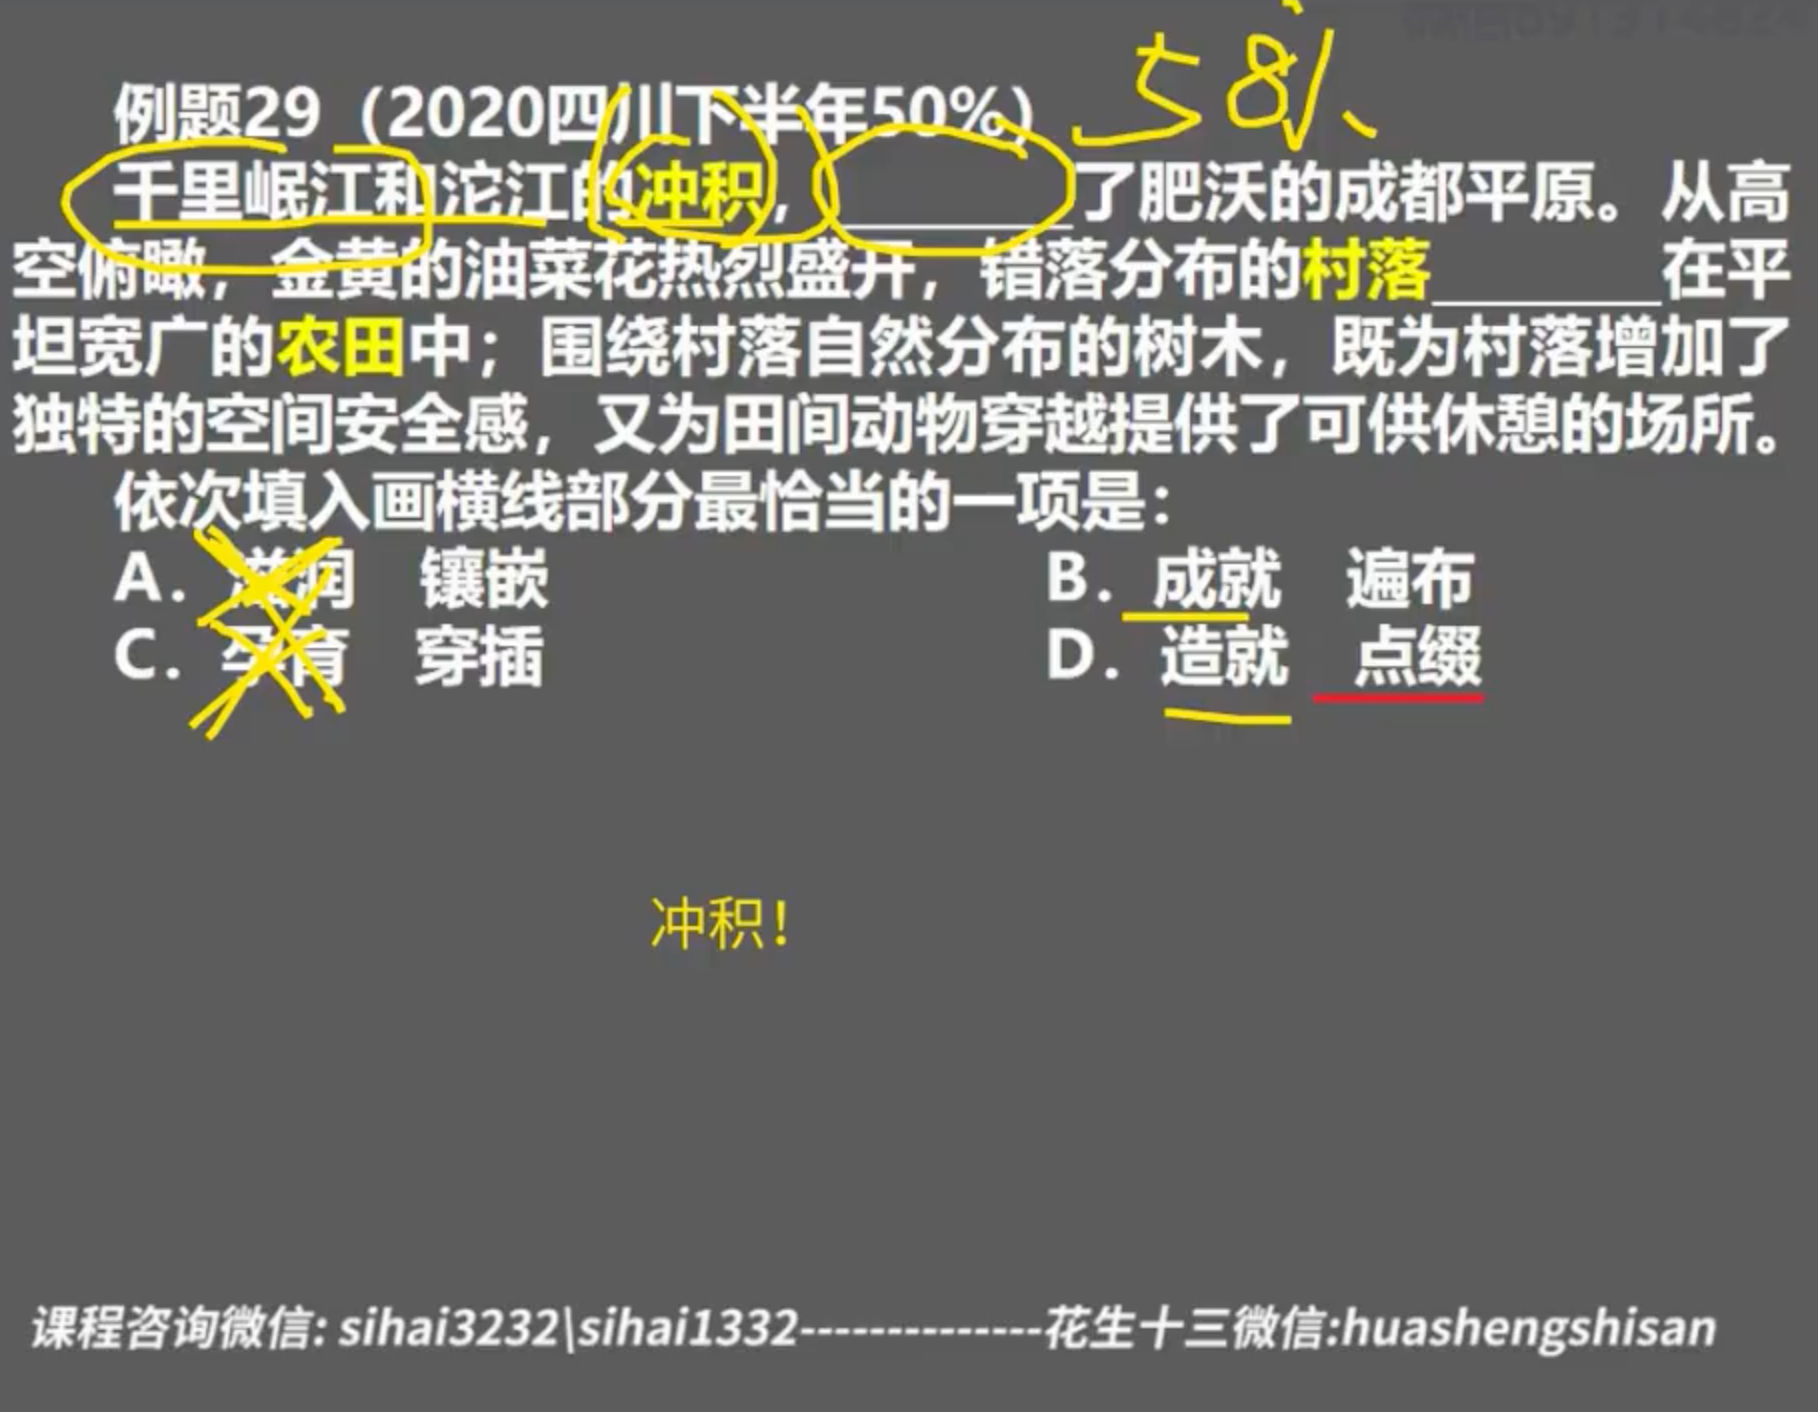 58%
例题29（2020四川下半年50%）
千里岷江和沱江的冲积，________了肥沃的成都平原。从高
空俯瞰，金黄的油菜花热烈盛开，错落分布的村落________在平
坦宽广的农田中；围绕村落自然分布的树木，既为村落增加了
独特的空间安全感，又为田间动物穿越提供了可供休憩的场所。
依次填入画横线部分最恰当的一项是：
A．滋润 镶嵌 B．成就 遍布
C．孕育 穿插 D．造就 点缀
冲积！
课程咨询微信: sihai3232\sihai1332--------------花生十三微信:huashengshisan